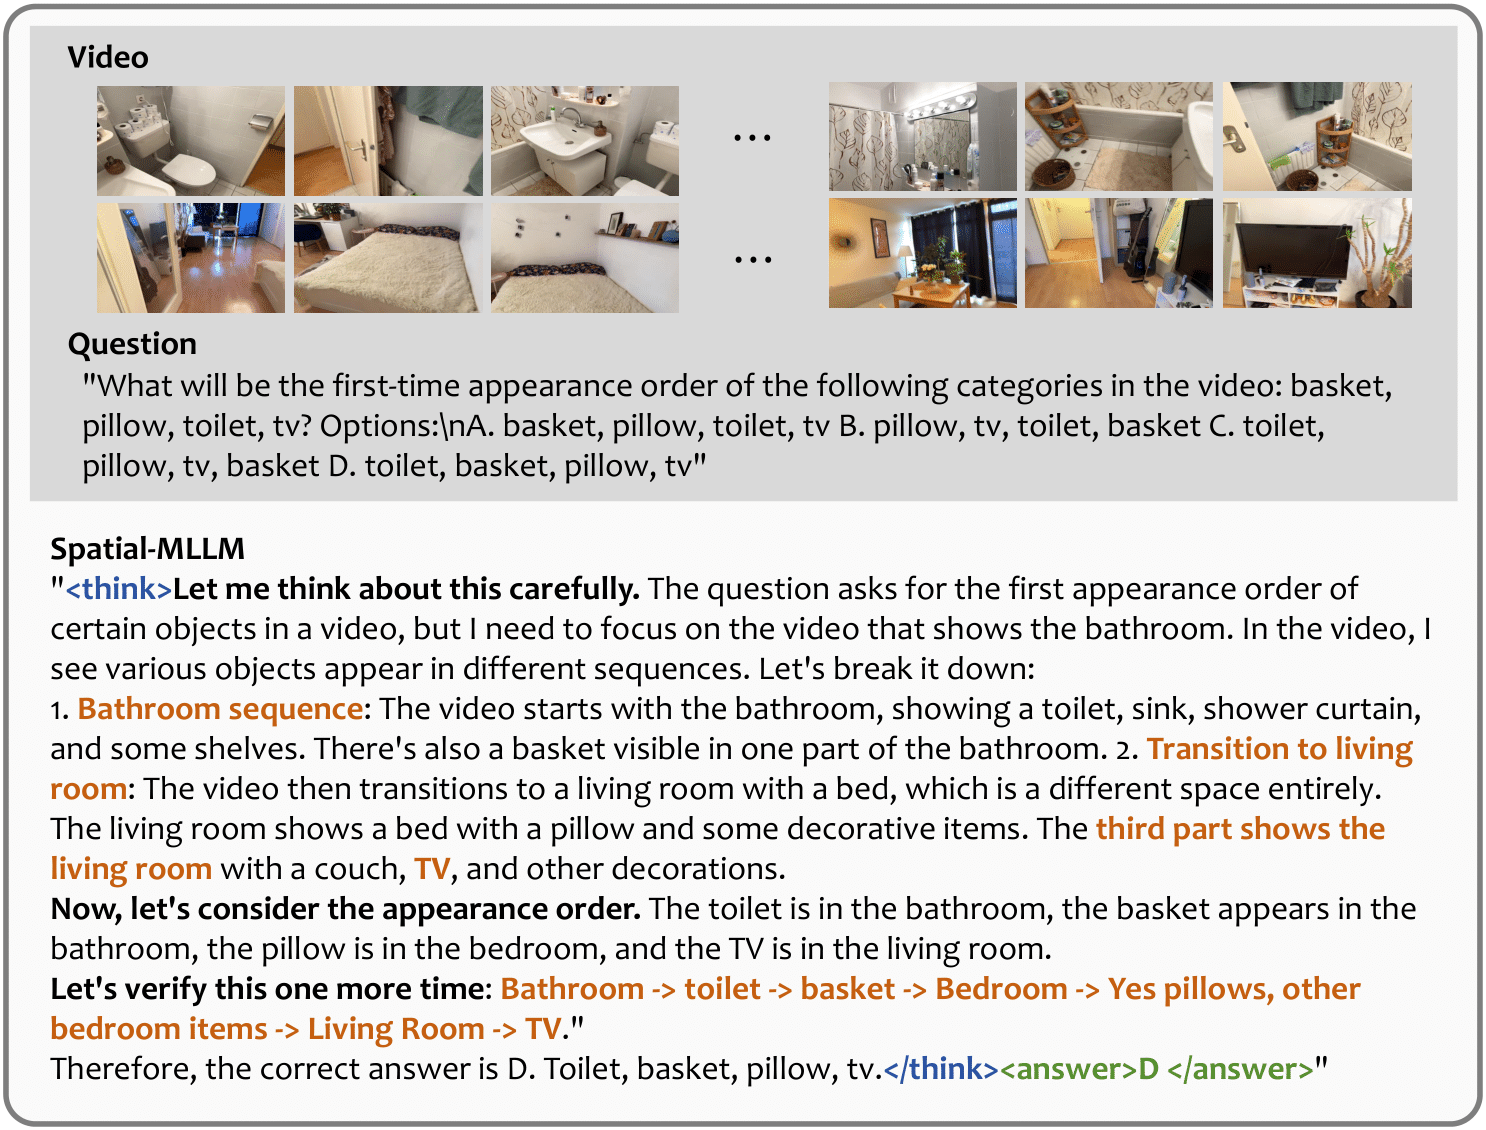 Video
...
...
Question
"What will be the first-time appearance order of the following categories in the video: basket,
pillow, toilet, tv? Options:\nA. basket, pillow, toilet, tv B. pillow, tv, toilet, basket C. toilet,
pillow, tv, basket D. toilet, basket, pillow, tv"
Spatial-MLLM
"<think>Let me think about this carefully. The question asks for the first appearance order of
certain objects in a video, but I need to focus on the video that shows the bathroom. In the video, I
see various objects appear in different sequences. Let's break it down:
1. Bathroom sequence: The video starts with the bathroom, showing a toilet, sink, shower curtain,
and some shelves. There's also a basket visible in one part of the bathroom. 2. Transition to living
room: The video then transitions to a living room with a bed, which is a different space entirely.
The living room shows a bed with a pillow and some decorative items. The third part shows the
living room with a couch, TV, and other decorations.
Now, let's consider the appearance order. The toilet is in the bathroom, the basket appears in the
bathroom, the pillow is in the bedroom, and the TV is in the living room.
Let's verify this one more time: Bathroom -> toilet -> basket -> Bedroom -> Yes pillows, other
bedroom items -> Living Room -> TV."
Therefore, the correct answer is D. Toilet, basket, pillow, tv.</think><answer>D </answer>"